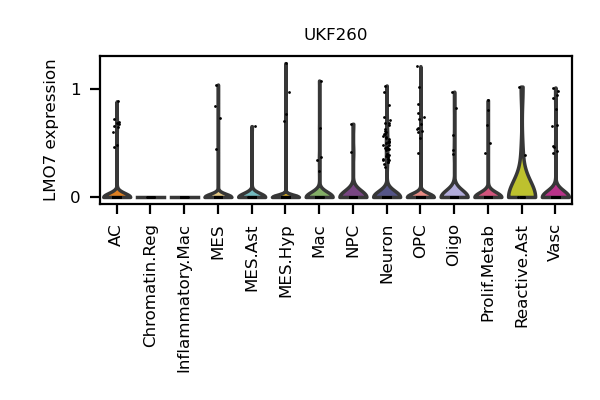 UKF260
LMO7 expression
1
0
AC
Chromatin.Reg
Inflammatory.Mac
MES
MES.Ast
MES.Hyp
Mac
NPC
Neuron
OPC
Oligo
Prolif.Metab
Reactive.Ast
Vasc